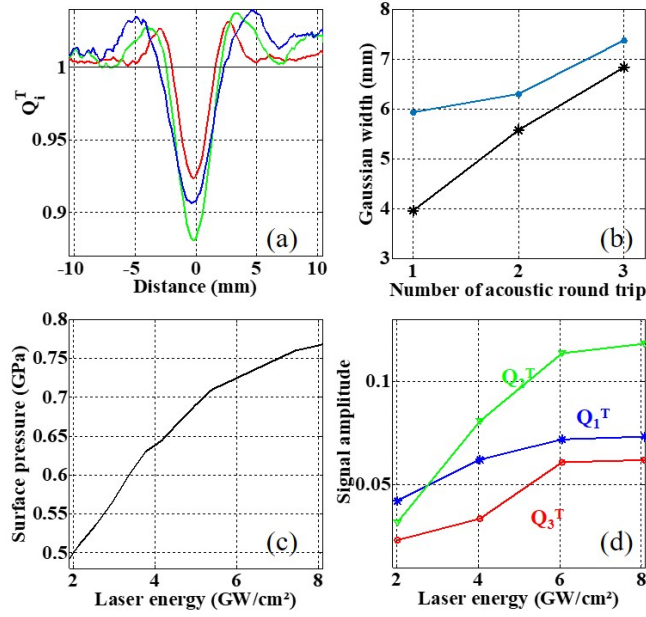 Q_i^T
1
0.95
0.9
-10
-5
0
5
10
Distance (mm)
(a)
Gaussian width (mm)
8
7
6
5
4
3
1
2
3
Number of acoustic round trip
(b)
Surface pressure (GPa)
0.8
0.75
0.7
0.65
0.6
0.55
0.5
2
4
6
8
Laser energy (GW/cm²)
(c)
Signal amplitude
0.1
0.05
Q_2^T
Q_1^T
Q_3^T
2
4
6
8
Laser energy (GW/cm²)
(d)